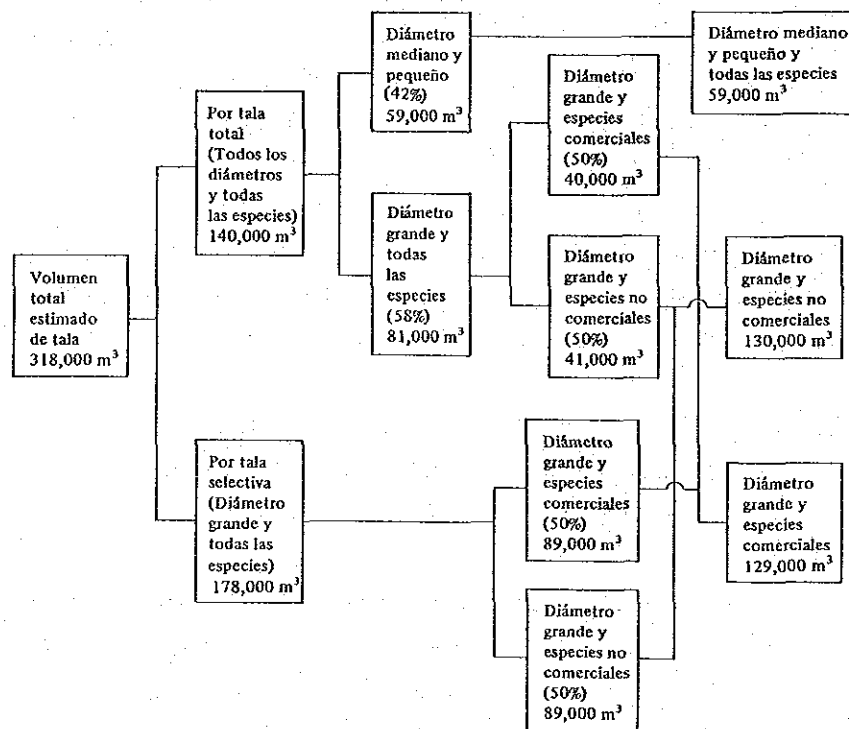 Volumen
total
estimado
de tala
318,000 m³
Por tala
total
(Todos los
diámetros
y todas
las especies)
140,000 m³
Por tala
selectiva
(Diámetro
grande y
todas las
especies)
178,000 m³
Diámetro
mediano y
pequeño
(42%)
59,000 m³
Diámetro
grande y
todas
las
especies
(58%)
81,000 m³
Diámetro
grande y
especies
comerciales
(50%)
40,000 m³
Diámetro
grande y
especies no
comerciales
(50%)
41,000 m³
Diámetro
grande y
especies
comerciales
(50%)
89,000 m³
Diámetro
grande y
especies no
comerciales
(50%)
89,000 m³
Diámetro mediano
y pequeño y
todas las especies
59,000 m³
Diámetro
grande y
especies no
comerciales
130,000 m³
Diámetro
grande y
especies
comerciales
129,000 m³